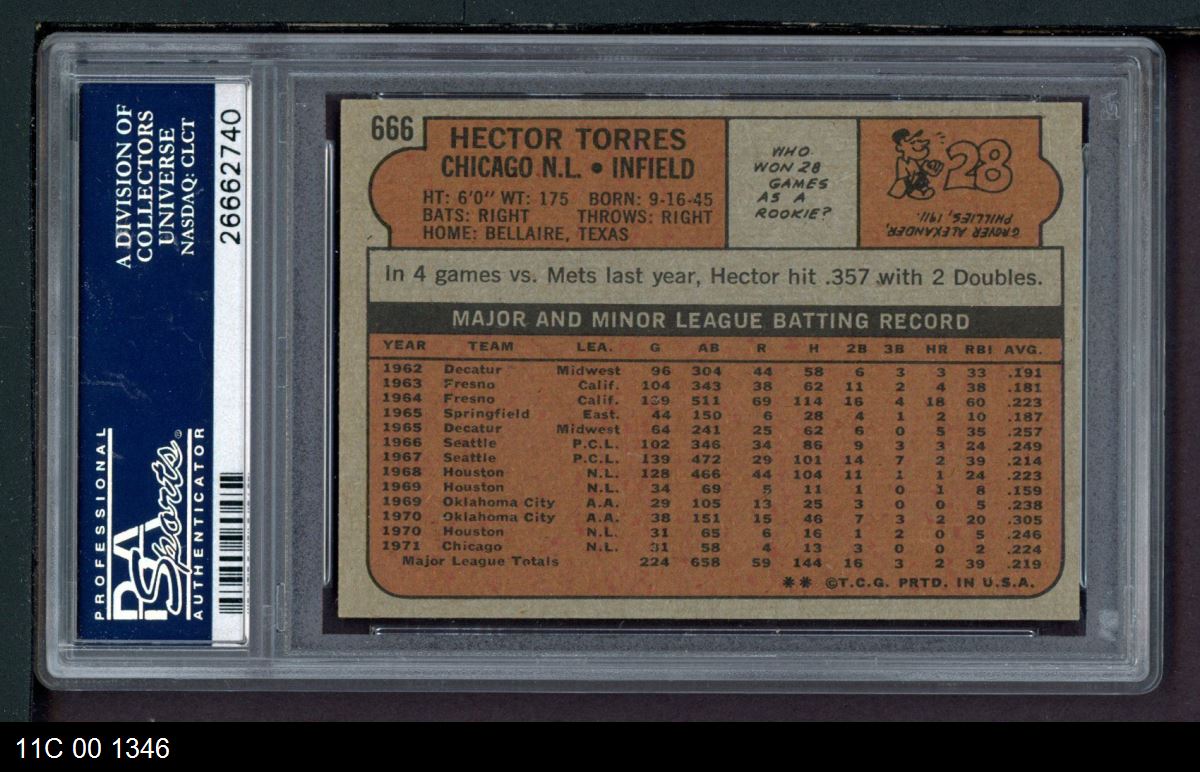 A DIVISION OF
COLLECTORS
UNIVERSE
NASDAQ: CLCT
26662740
PROFESSIONAL
PSA
Sports
AUTHENTICATOR
666
HECTOR TORRES
CHICAGO N.L. • INFIELD
HT: 6'0" WT: 175 BORN: 9-16-45
BATS: RIGHT THROWS: RIGHT
HOME: BELLAIRE, TEXAS
WHO
WON 28
GAMES
AS A
ROOKIE?
28
GROVER ALEXANDER,
PHILLIES, 1911.
In 4 games vs. Mets last year, Hector hit .357 with 2 Doubles.
MAJOR AND MINOR LEAGUE BATTING RECORD
YEAR TEAM LEA. G AB R H 2B 3B HR RBI AVG.
1962 Decatur Midwest 96 304 44 58 6 3 3 33 .191
1963 Fresno Calif. 104 343 38 62 11 2 4 38 .181
1964 Fresno Calif. 139 511 69 114 16 4 18 60 .223
1965 Springfield East. 44 150 6 28 4 1 2 10 .187
1965 Decatur Midwest 64 241 25 62 6 0 5 35 .257
1966 Seattle P.C.L. 102 346 34 86 9 3 3 24 .249
1967 Seattle P.C.L. 139 472 29 101 14 7 2 39 .214
1968 Houston N.L. 128 466 44 104 11 1 1 24 .223
1969 Houston N.L. 34 69 5 11 1 0 1 8 .159
1969 Oklahoma City A.A. 29 105 13 25 3 0 0 5 .238
1970 Oklahoma City A.A. 38 151 15 46 7 3 2 20 .305
1970 Houston N.L. 31 65 6 16 1 2 0 5 .246
1971 Chicago N.L. 31 58 4 13 3 0 0 2 .224
Major League Totals 224 658 59 144 16 3 2 39 .219
** ©T.C.G. PRTD. IN U.S.A.
11C 00 1346